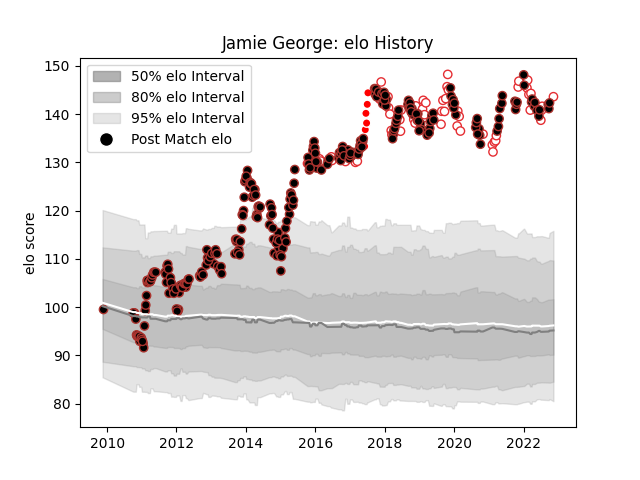 Jamie George: elo History
50% elo Interval
80% elo Interval
95% elo Interval
Post Match elo
elo score
150
140
130
120
110
100
90
80
2010
2012
2014
2016
2018
2020
2022